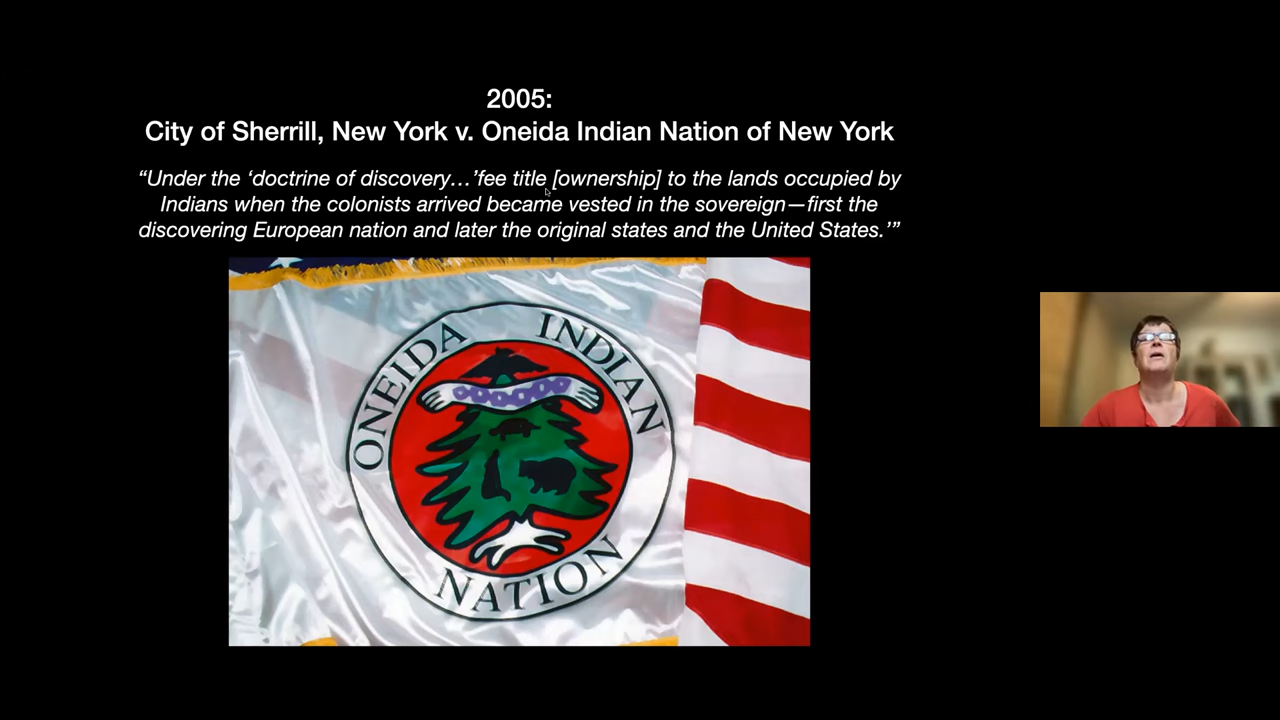 2005:
City of Sherrill, New York v. Oneida Indian Nation of New York
“Under the ‘doctrine of discovery…’fee title [ownership] to the lands occupied by
Indians when the colonists arrived became vested in the sovereign—first the
discovering European nation and later the original states and the United States.’”
ONEIDA INDIAN
NATION